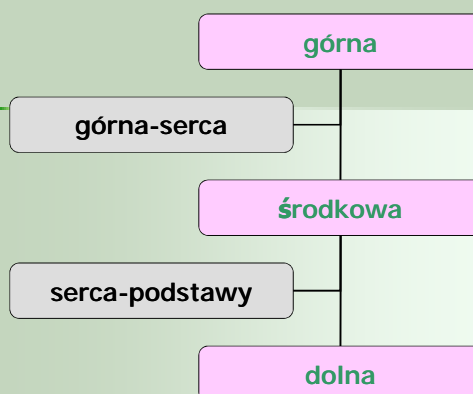 górna
górna-serca
środkowa
serca-podstawy
dolna